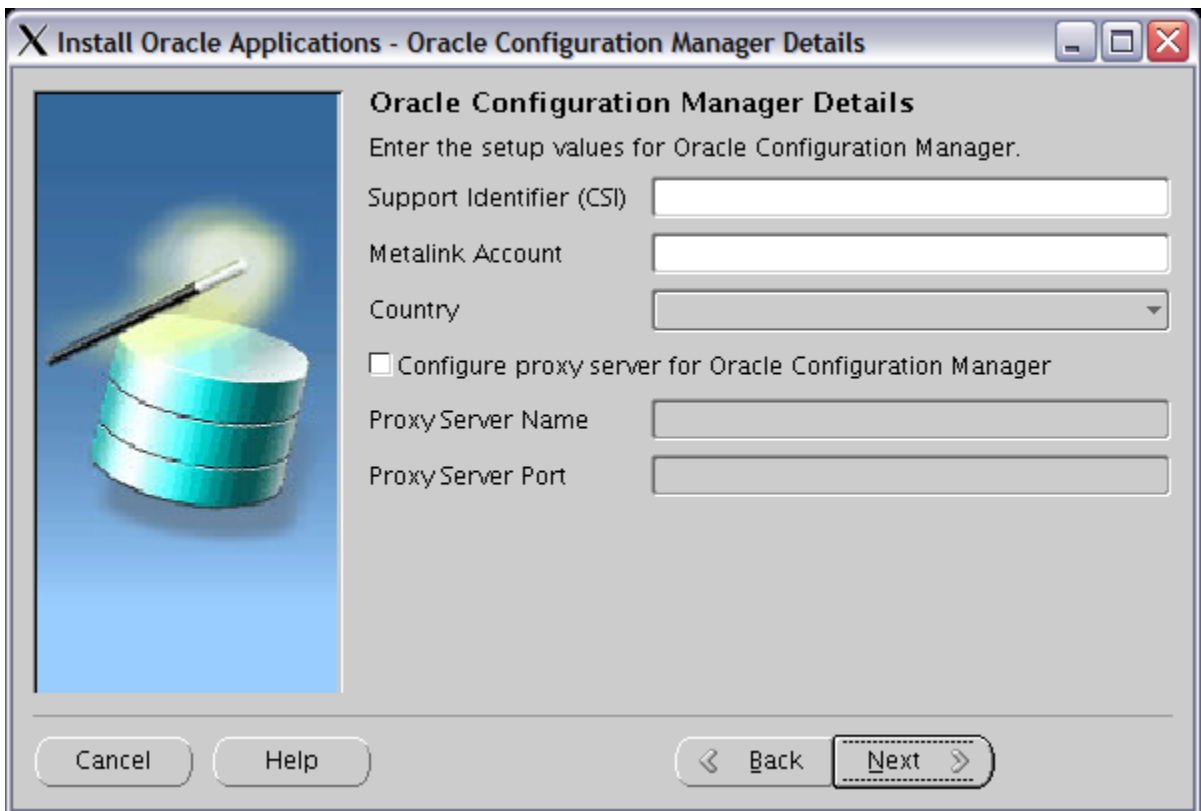 Install Oracle Applications - Oracle Configuration Manager Details
Oracle Configuration Manager Details
Enter the setup values for Oracle Configuration Manager.
Support Identifier (CSI)
Metalink Account
Country
Configure proxy server for Oracle Configuration Manager
Proxy Server Name
Proxy Server Port
Cancel Help Back Next